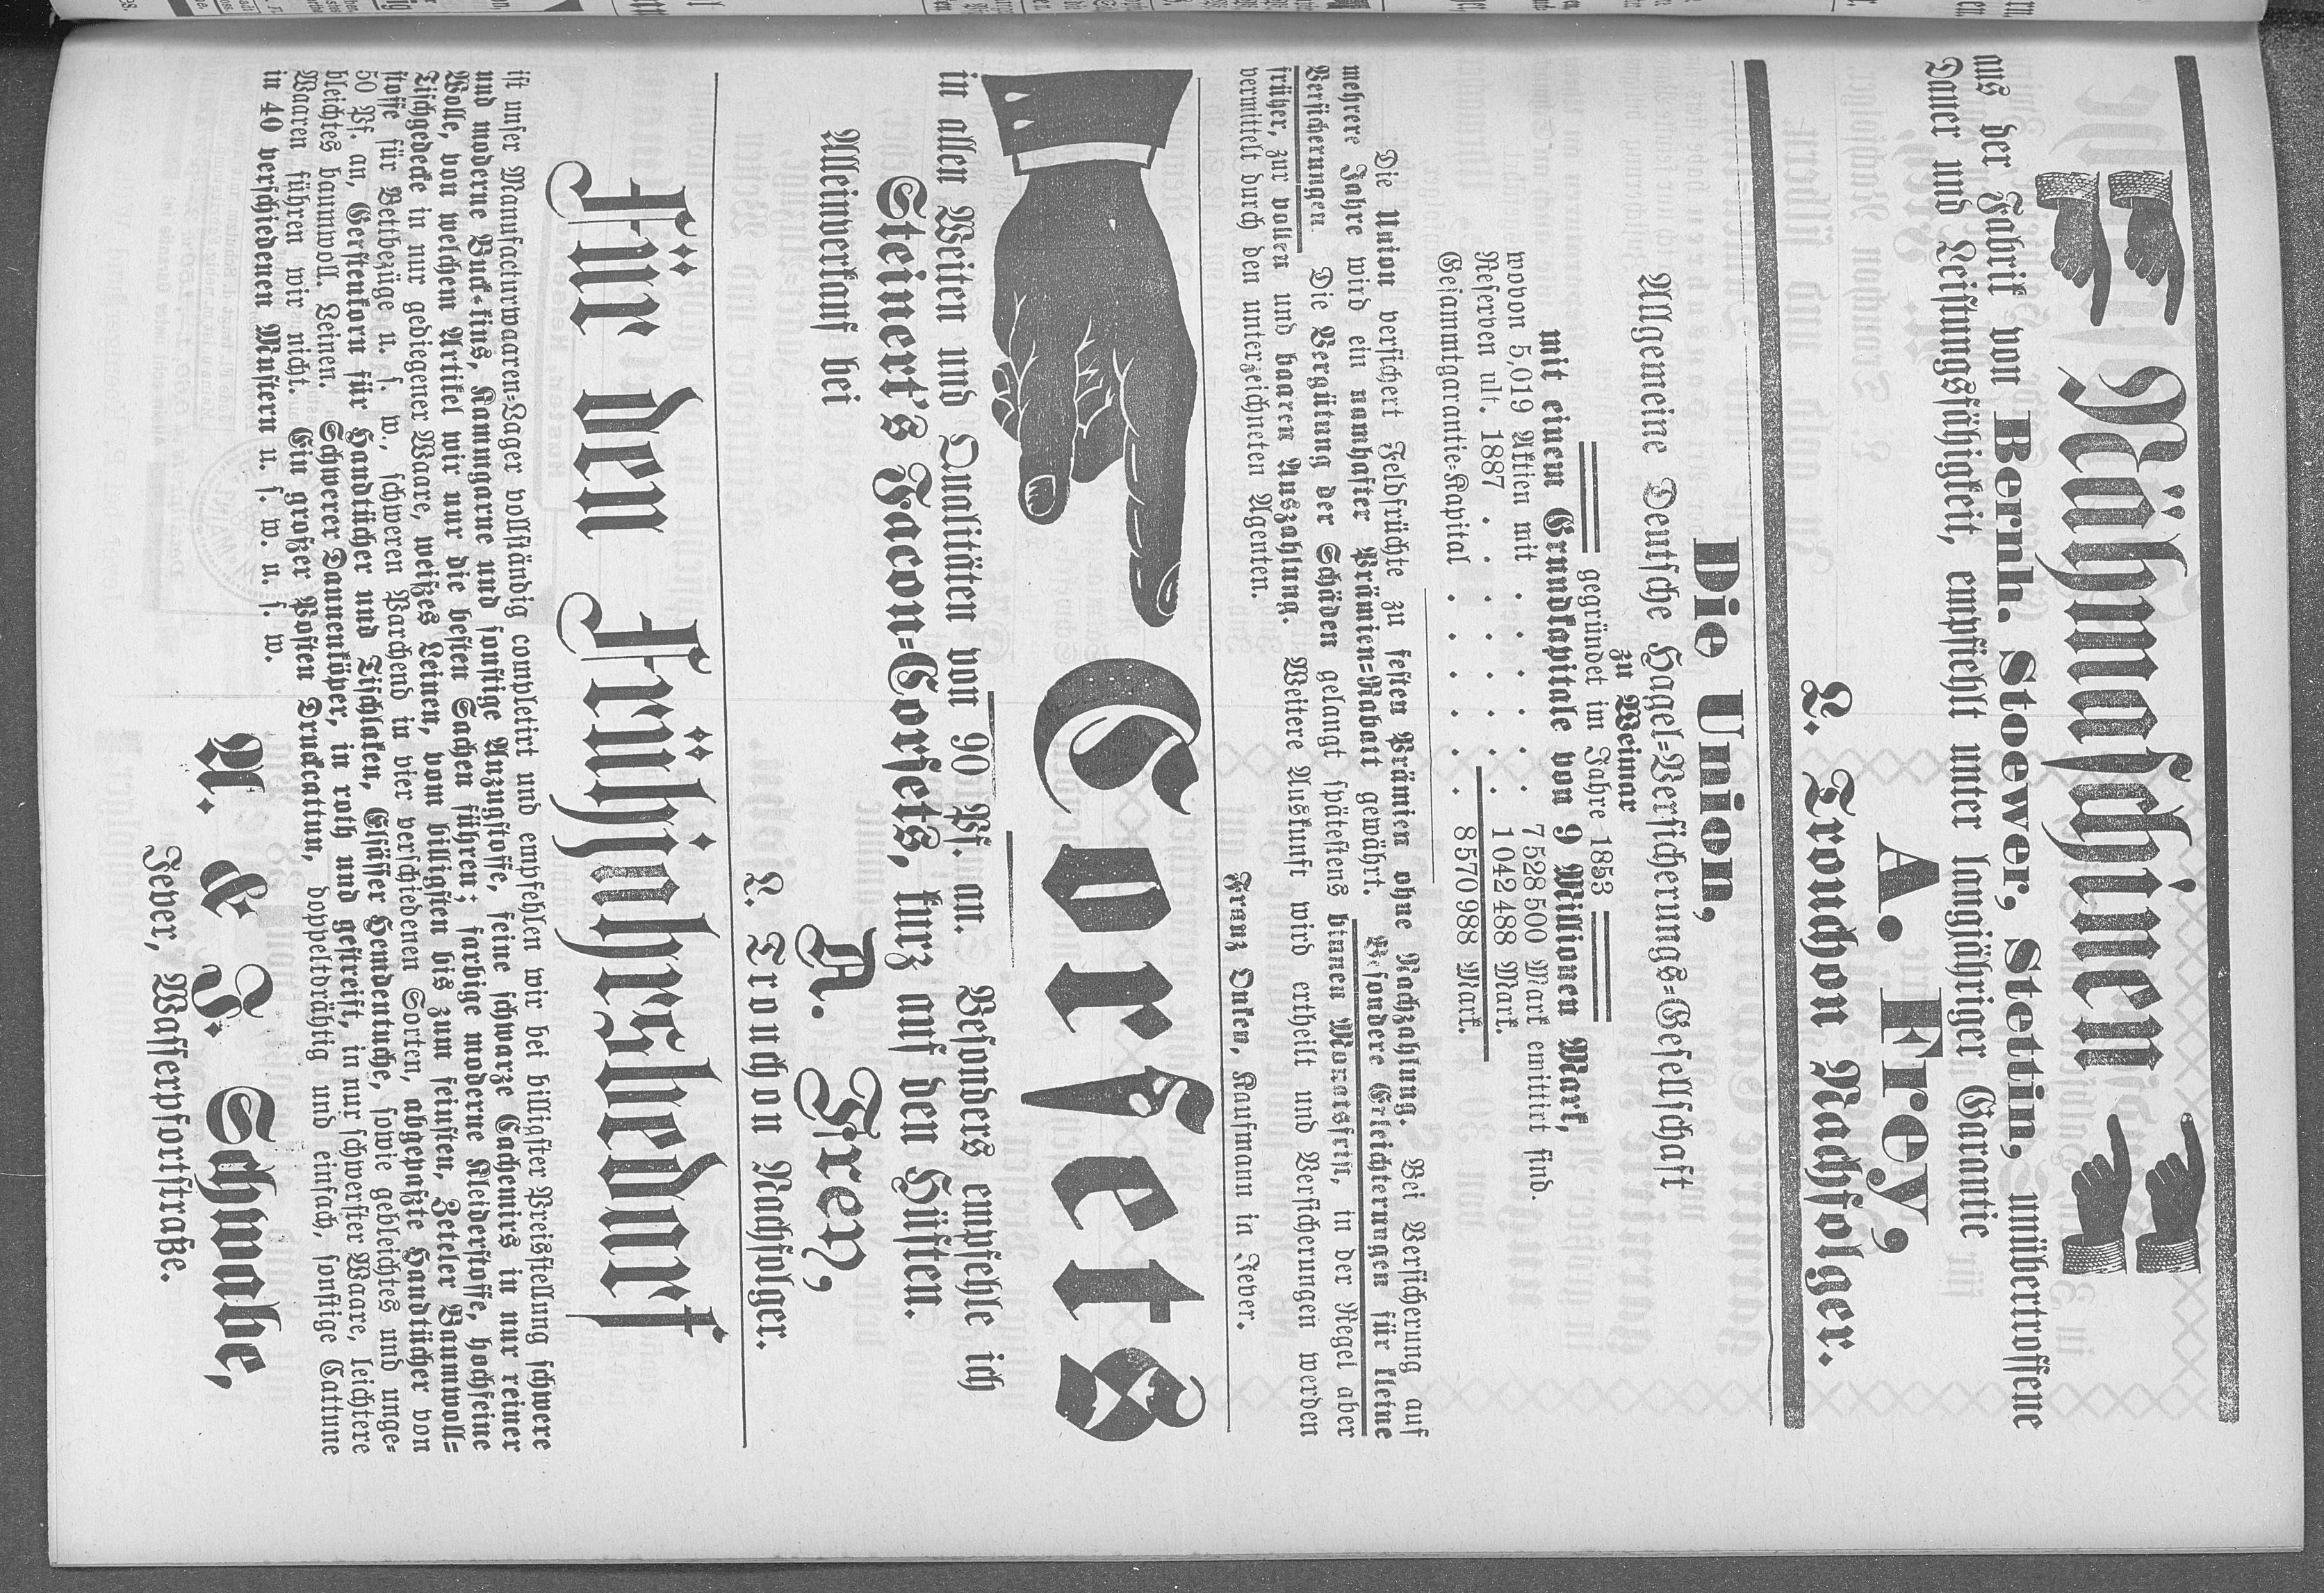 Nähmaschinen
aus der Fabrik von Bernh. Stoewer, Stettin, unübertroffene
Dauer und Leistungsfähigkeit, empfiehlt unter langjähriger Garantie
A. Frey,
L. Tronchon Nachfolger.
Die Union,
Allgemeine Deutsche Hagel-Versicherungs-Gesellschaft
zu Weimar
gegründet im Jahre 1853
mit einem Grundkapitale von 9 Millionen Mark,
wovon 5,019 Aktien mit . . . . . . 7 528 500 Mark emittirt sind.
Reserven ult. 1887 . . . . . . . . 1 042 488 Mark.
Gesammtgarantie-Kapital . . . . . . 8 570 988 Mark.
Die Union versichert Feldfrüchte zu festen Prämien ohne Nachzahlung. Bei Versicherung auf
mehrere Jahre wird ein namhafter Prämien-Rabatt gewährt. Besondere Erleichterungen für kleine
Versicherungen. Die Vergütung der Schäden gelangt spätestens binnen Monatsfrist, in der Regel aber
früher, zur vollen und baaren Auszahlung. Weitere Auskunft wird ertheilt und Versicherungen werden
vermittelt durch den unterzeichneten Agenten.
Franz Onken, Kaufmann in Jever.
Corsets
in allen Weiten und Qualitäten von 90 Pf. an. Besonders empfehle ich
Steinert's Facon-Corsets, kurz auf den Hüften.
Alleinverkauf bei
A. Frey,
L. Tronchon Nachfolger.
Für den Frühjahrsbedarf
ist unser Manufacturwaaren-Lager vollständig completirt und empfehlen wir bei billigster Preisstellung schwere
und moderne Buckskins, Kammgarne und sonstige Anzugstoffe, feine schwarze Cachemirs in nur reiner
Wolle, von welchem Artikel wir nur die besten Sachen führen; farbige moderne Kleiderstoffe, hochfeine
Tischgedecke in nur gediegener Waare, weißes Leinen, vom billigsten bis zum feinsten, Zeteler Baumwoll-
stoffe für Bettbezüge u. s. w., schweren Parchend in vier verschiedenen Sorten, abgepaßte Handtücher von
50 Pf. an, Gerstenkorn für Handtücher und Tischlaken, Elsässer Hemdentuche, sowie gebleichtes und unge-
bleichtes baumwoll. Leinen. Schwerer Daunenköper, in roth und gestreift, in nur schwerster Waare, leichtere
Waaren führen wir nicht. Ein großer Posten Druckcattun, doppeltdrähtig und einfach, sonstige Cattune
in 40 verschiedenen Mustern u. s. w. u. s. w.
A. & L. Schwabe,
Jever, Wasserpfortstraße.